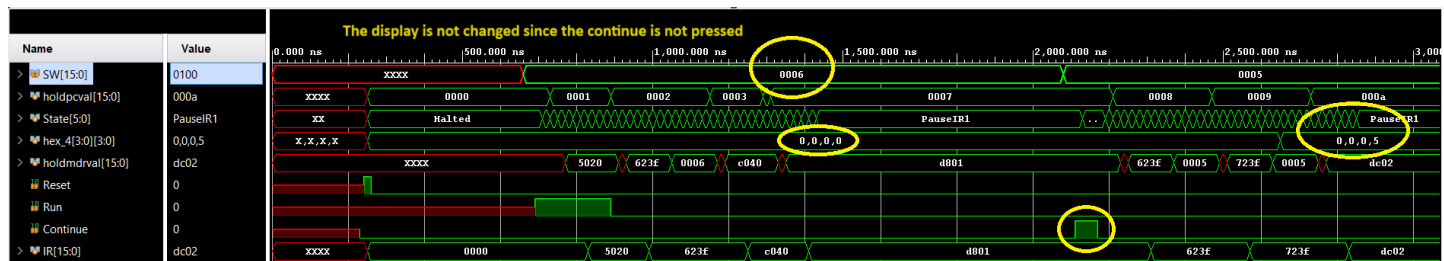 The display is not changed since the continue is not pressed
Name Value
0.000 ns 500.000 ns 1,000.000 ns 1,500.000 ns 2,000.000 ns 2,500.000 ns 3,00
SW[15:0] 0100 XXXX 0006 0005
holdpcval[15:0] 000a XXXX 0000 0001 0002 0003 0007 0008 0009 000a
State[5:0] PauseIR1 XX Halted PauseIR1 .. PauseIR1
hex_4[3:0][3:0] 0,0,0,5 X,X,X,X 0,0,0,0 0,0,0,5
holdmdrval[15:0] dc02 XXXX 5020 623f 0006 c040 d801 623f 0005 723f 0005 dc02
Reset 0
Run 0
Continue 0
IR[15:0] dc02 XXXX 0000 5020 623f c040 d801 623f 723f dc02